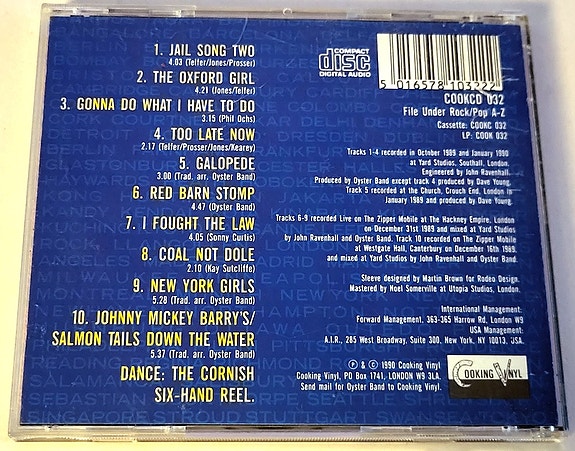 1. JAIL SONG TWO
4.03 (Telfer/Jones/Prosser)
2. THE OXFORD GIRL
4.21 (Jones/Telfer)
3. GONNA DO WHAT I HAVE TO DO
3.15 (Phil Ochs)
4. TOO LATE NOW
2.17 (Telfer/Prosser/Jones/Kearey)
5. GALOPEDE
3.00 (Trad. arr. Oyster Band)
6. RED BARN STOMP
4.47 (Oyster Band)
7. I FOUGHT THE LAW
4.05 (Sonny Curtis)
8. COAL NOT DOLE
2.10 (Kay Sutcliffe)
9. NEW YORK GIRLS
5.28 (Trad. arr. Oyster Band)
10. JOHNNY MICKEY BARRY'S/
SALMON TAILS DOWN THE WATER
5.37 (Trad. arr. Oyster Band)
DANCE: THE CORNISH
SIX-HAND REEL.
COMPACT
disc
DIGITAL AUDIO
5 016578 103222
COOKCD 032
File Under Rock/Pop A-Z
Cassette: COOKC 032
LP: COOK 032
Tracks 1-4 recorded in October 1989 and January 1990
at Yard Studios, Southall, London.
Engineered by John Ravenhall.
Produced by Oyster Band except track 4 produced by Dave Young.
Track 5 recorded at the Church, Crouch End, London in
January 1989 and produced by Dave Young.
Tracks 6-9 recorded Live on The Zipper Mobile at The Hackney Empire, London
on December 31st 1989 and mixed at Yard Studios
by John Ravenhall and Oyster Band. Track 10 recorded on The Zipper Mobile
at Westgate Hall, Canterbury on December 16th 1989,
and mixed at Yard Studios by John Ravenhall and Oyster Band.
Sleeve designed by Martin Brown for Rodeo Design.
Mastered by Noel Somerville at Utopia Studios, London.
International Management:
Forward Management, 363-365 Harrow Rd, London W9
USA Management:
A.I.R., 285 West Broadway, Suite 300, New York, NY 10013, USA.
℗ & © 1990 Cooking Vinyl
Cooking Vinyl, PO Box 1741, LONDON W9 3LA.
Send mail for Oyster Band to Cooking Vinyl.
COOKING VINYL